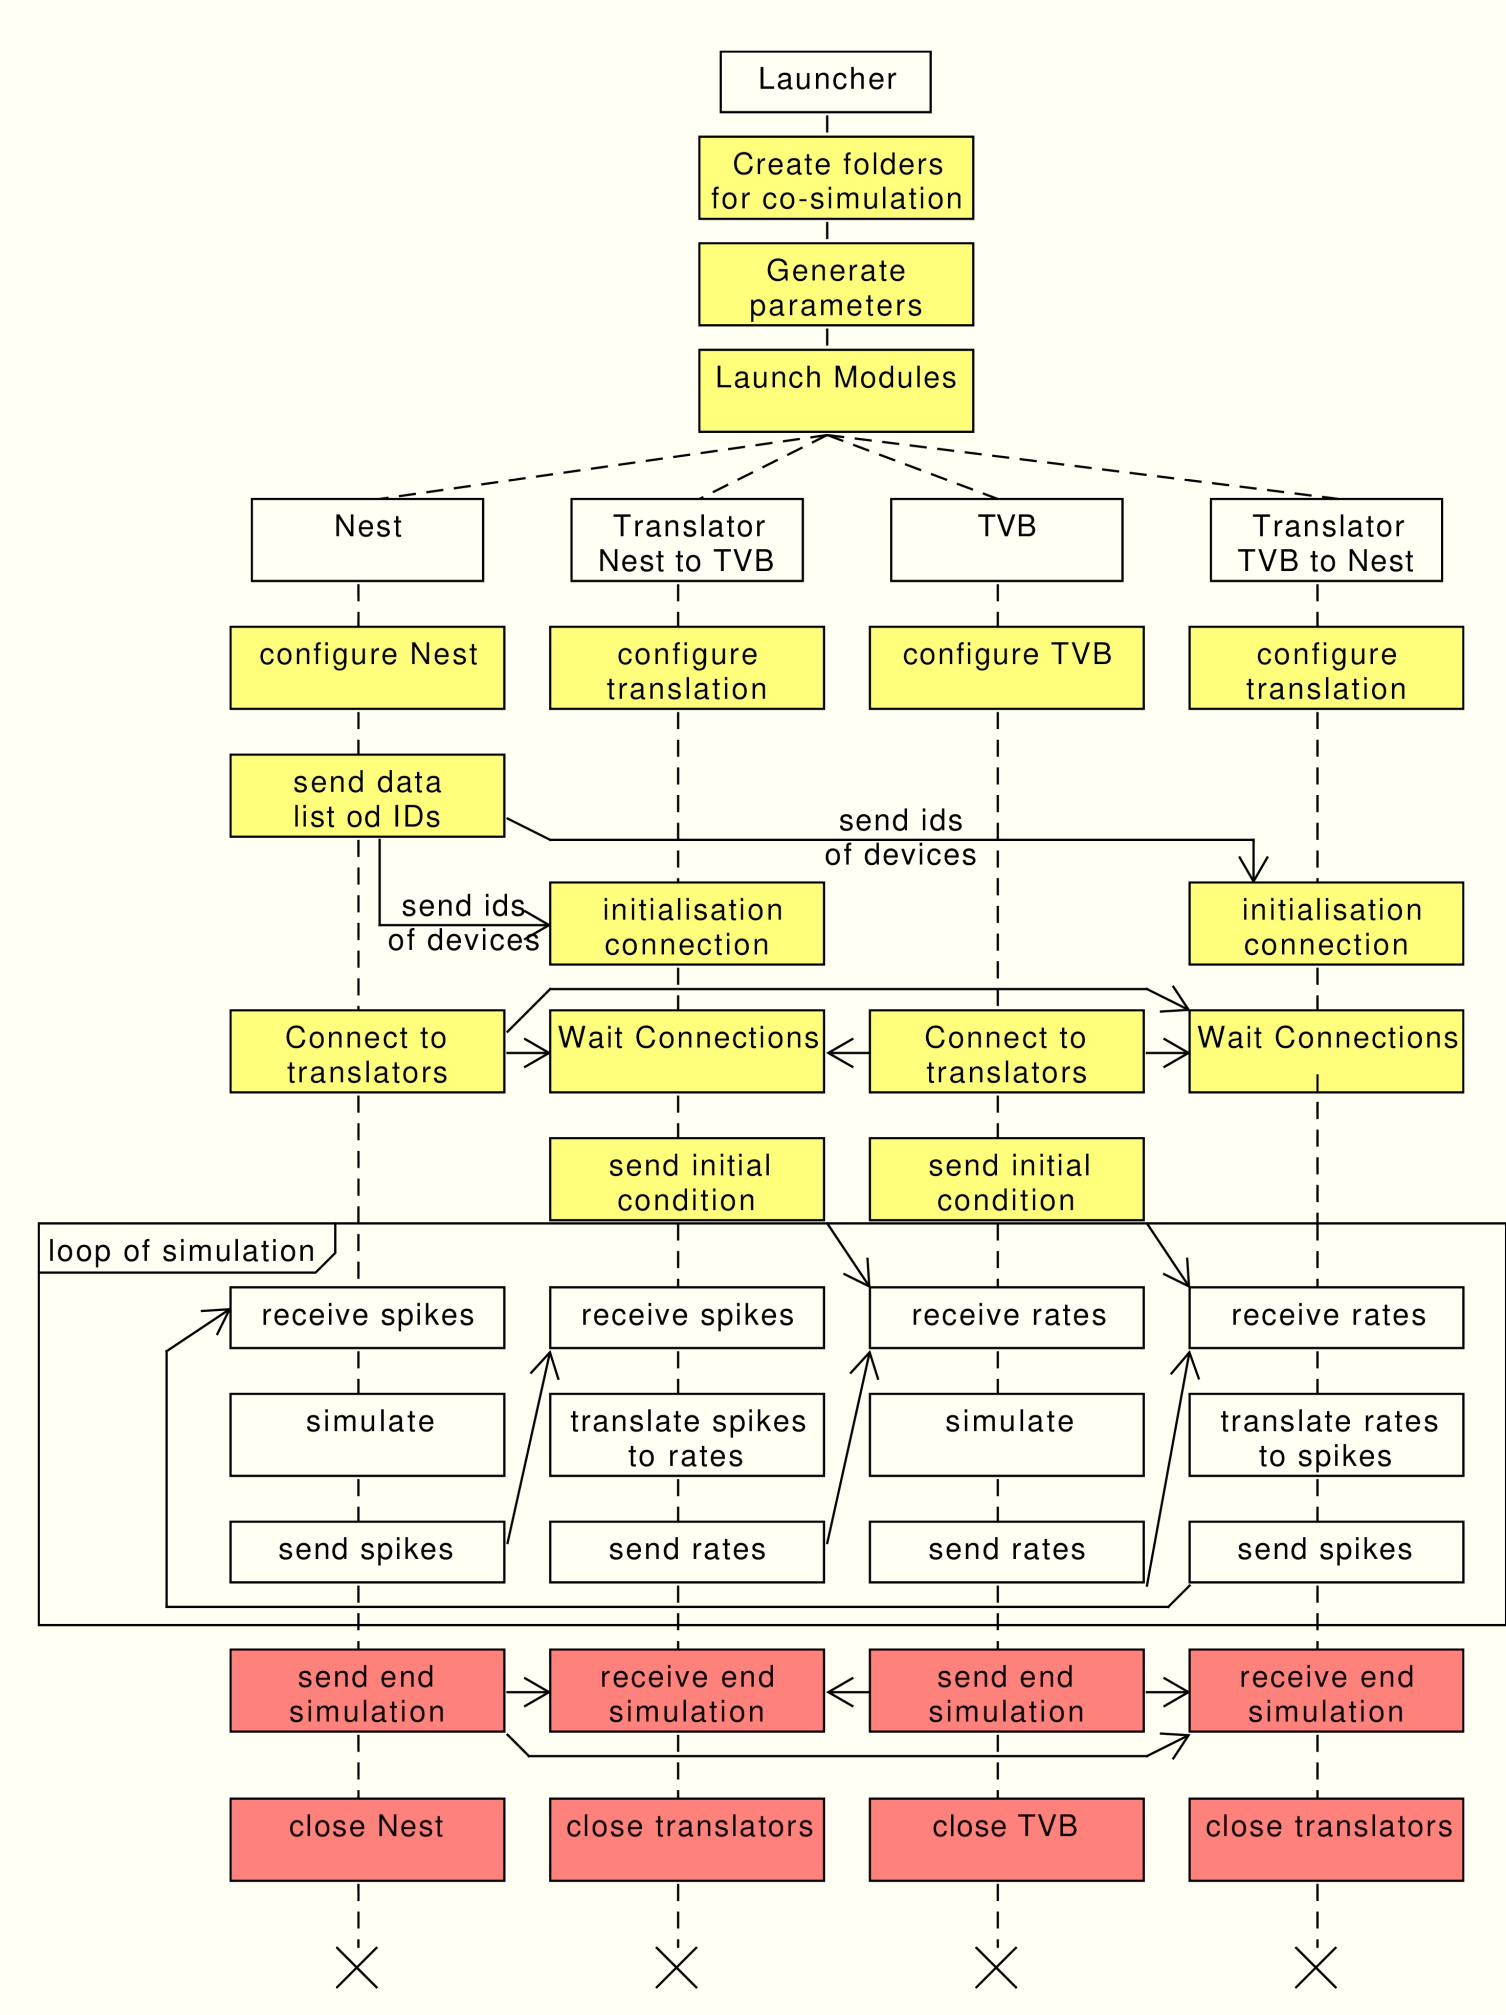 Launcher
Create folders
for co-simulation
Generate
parameters
Launch Modules
Nest
Translator
Nest to TVB
TVB
Translator
TVB to Nest
configure Nest
configure
translation
configure TVB
configure
translation
send data
list od IDs
send ids
of devices
send ids
of devices
initialisation
connection
initialisation
connection
Connect to
translators
Wait Connections
Connect to
translators
Wait Connections
send initial
condition
send initial
condition
loop of simulation
receive spikes
receive spikes
receive rates
receive rates
simulate
translate spikes
to rates
simulate
translate rates
to spikes
send spikes
send rates
send rates
send spikes
send end
simulation
receive end
simulation
send end
simulation
receive end
simulation
close Nest
close translators
close TVB
close translators